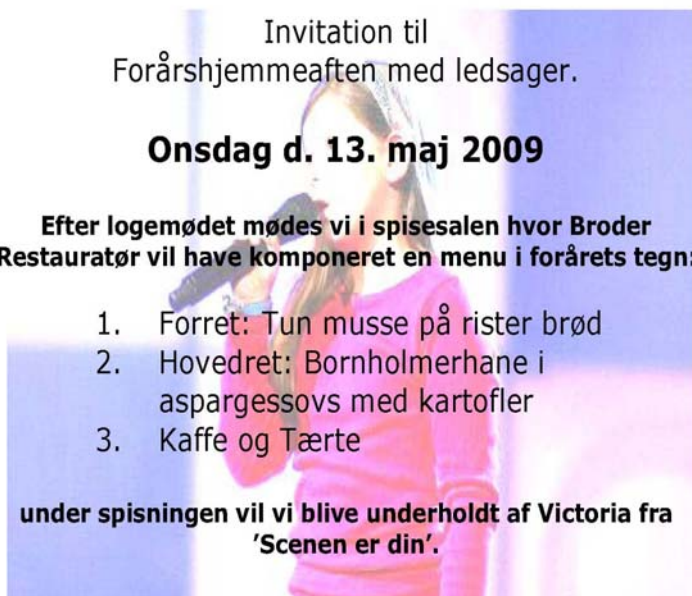 Invitation til
Forårshjemmeaften med ledsager.
Onsdag d. 13. maj 2009
Efter logemødet mødes vi i spisesalen hvor Broder
Restauratør vil have komponeret en menu i forårets tegn:
1. Forret: Tun musse på rister brød
2. Hovedret: Bornholmerhane i
aspargessovs med kartofler
3. Kaffe og Tærte
under spisningen vil vi blive underholdt af Victoria fra
'Scenen er din'.